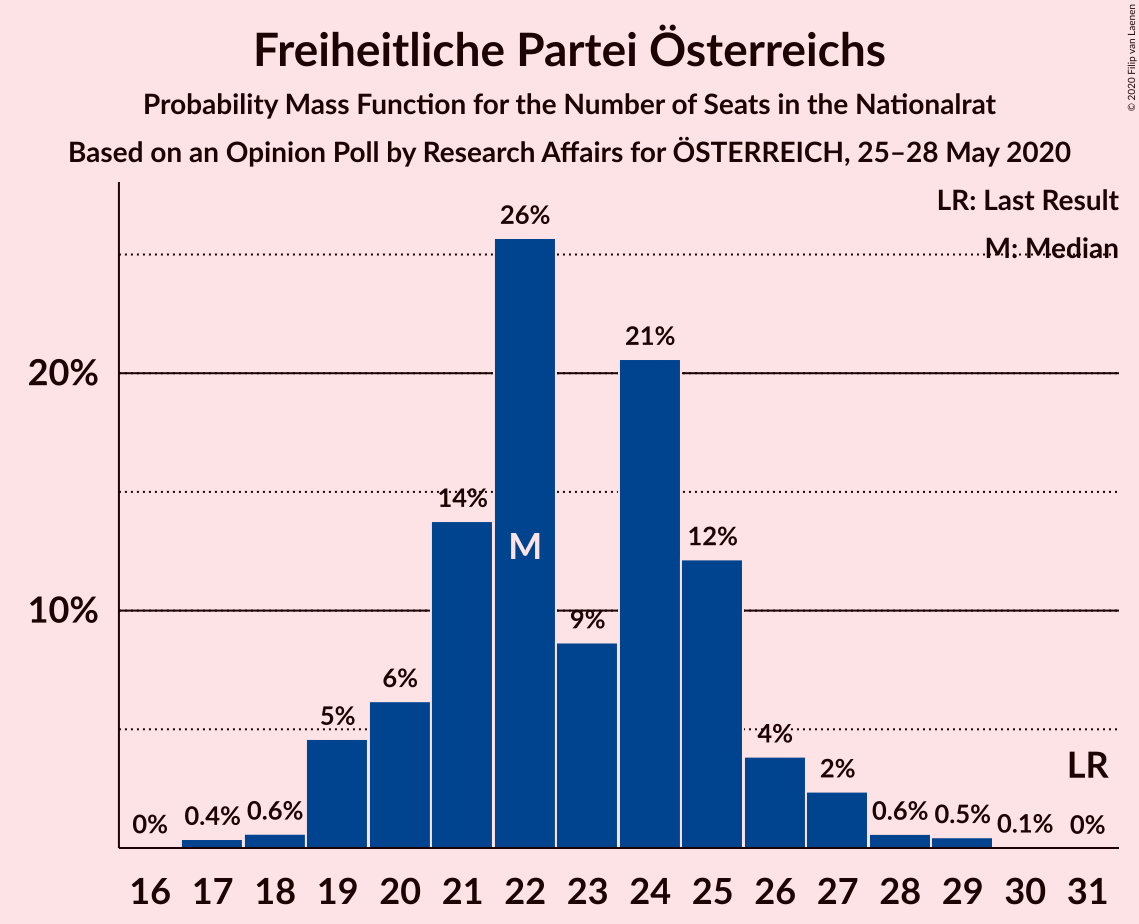 Freiheitliche Partei Österreichs
Probability Mass Function for the Number of Seats in the Nationalrat
Based on an Opinion Poll by Research Affairs for ÖSTERREICH, 25–28 May 2020
© 2020 Filip van Laenen
LR: Last Result
M: Median
20%
10%
0%
0.4%
0.6%
5%
6%
14%
26%
M
9%
21%
12%
4%
2%
0.6%
0.5%
0.1%
0%
LR
16 17 18 19 20 21 22 23 24 25 26 27 28 29 30 31